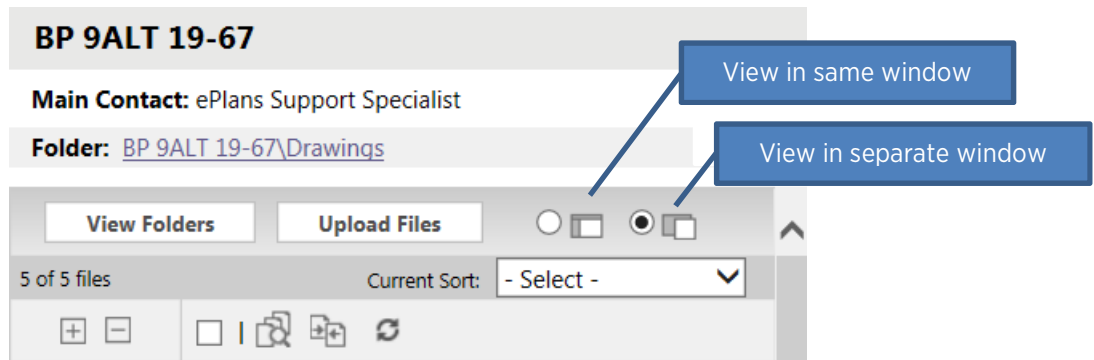 BP 9ALT 19-67
View in same window
Main Contact: ePlans Support Specialist
Folder: BP 9ALT 19-67\Drawings
View in separate window
View Folders Upload Files
5 of 5 files Current Sort: - Select -